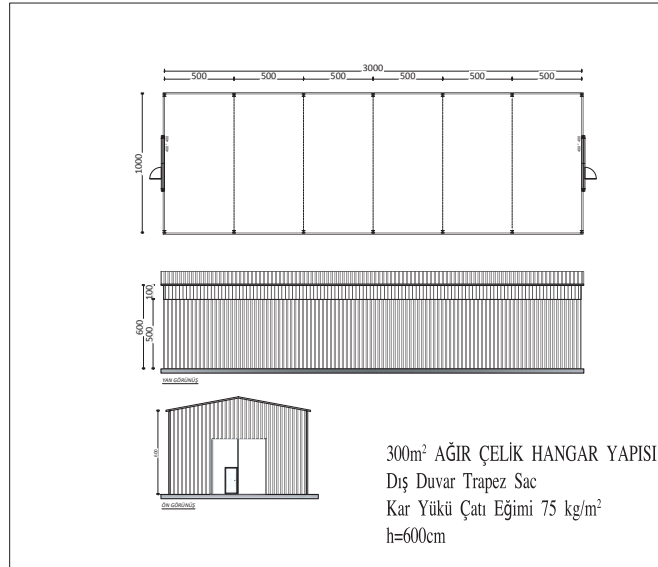 3000
500 500 500 500 500 500
1000
100
600
500
YAN GÖRÜNÜŞ
ÖN GÖRÜNÜŞ
300m² AĞIR ÇELİK HANGAR YAPISI
Dış Duvar Trapez Sac
Kar Yükü Çatı Eğimi 75 kg/m²
h=600cm